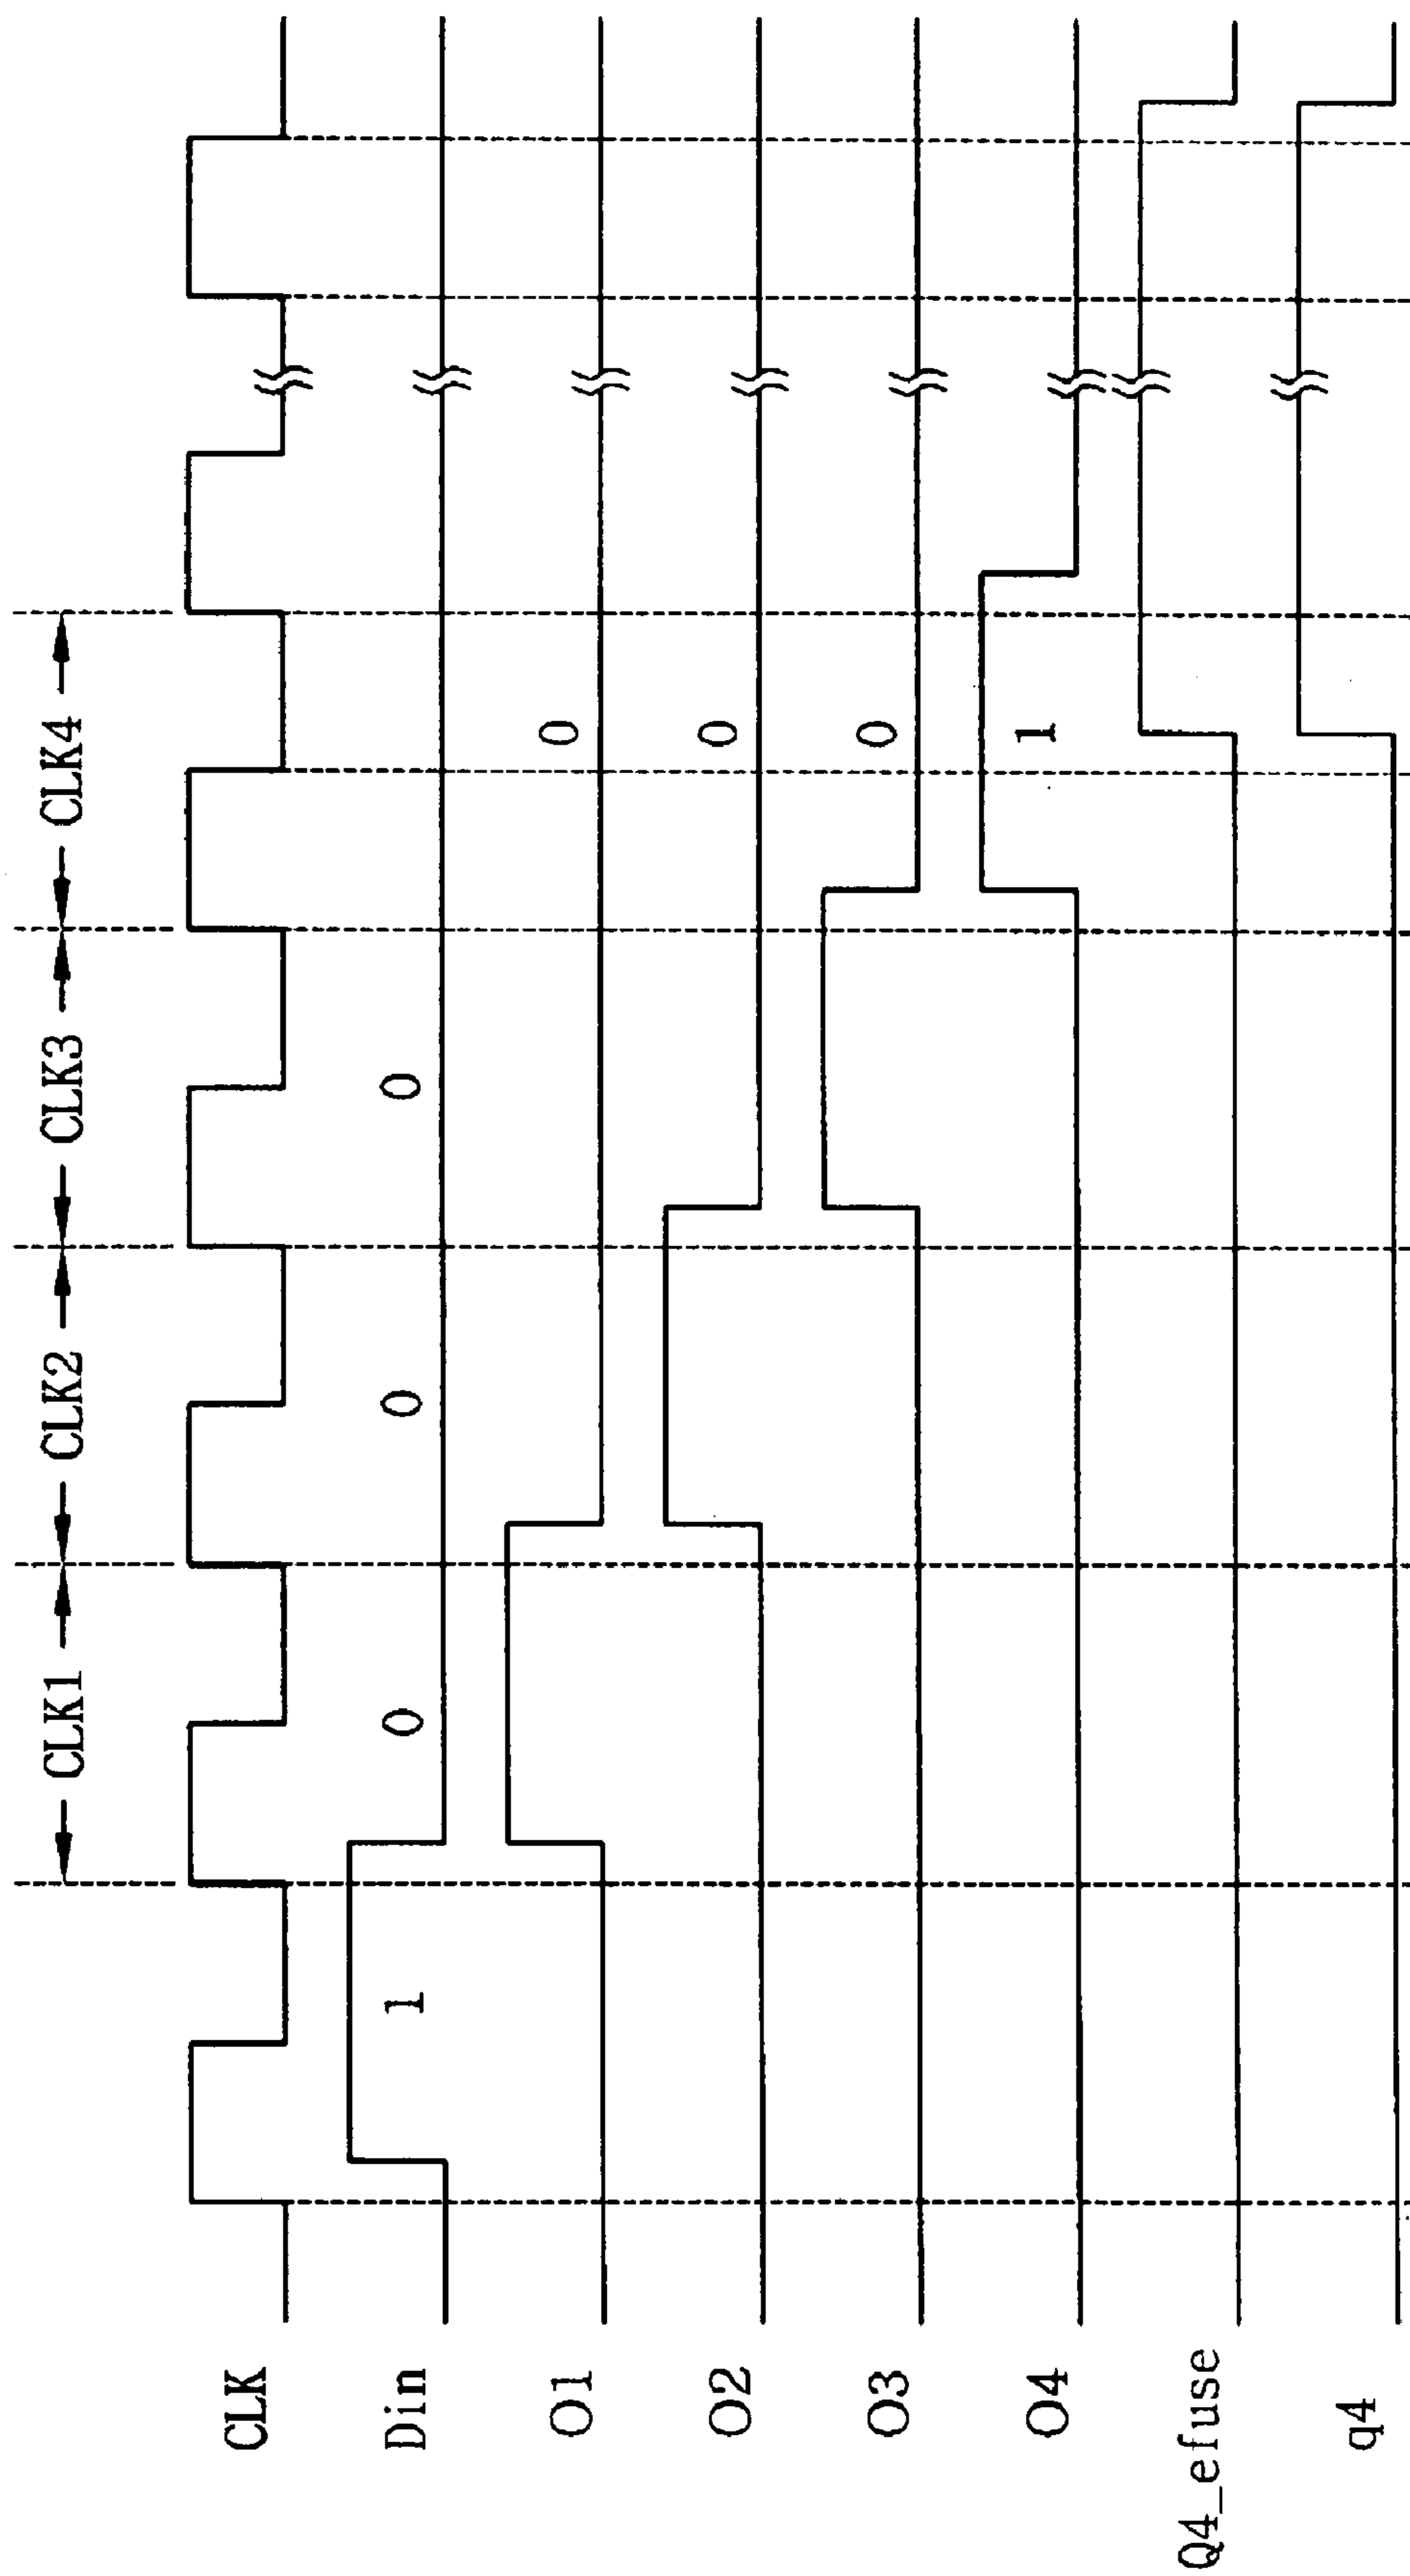 CLK1 CLK2 CLK3 CLK4
CLK
Din 1 0 0 0
O1 0
O2 0
O3 0
O4 1
Q4_efuse
q4